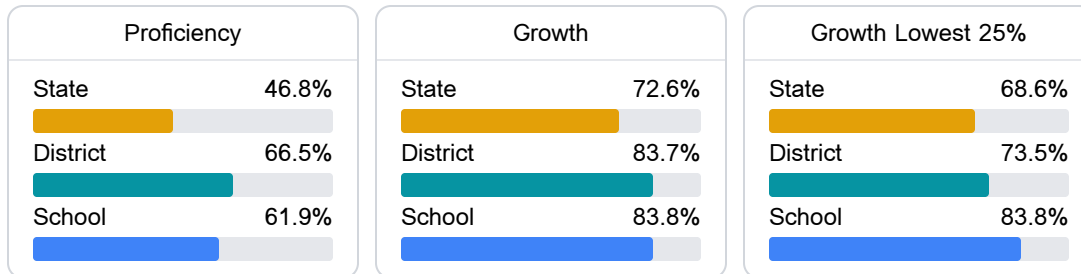 Proficiency
State 46.8%
District 66.5%
School 61.9%
Growth
State 72.6%
District 83.7%
School 83.8%
Growth Lowest 25%
State 68.6%
District 73.5%
School 83.8%